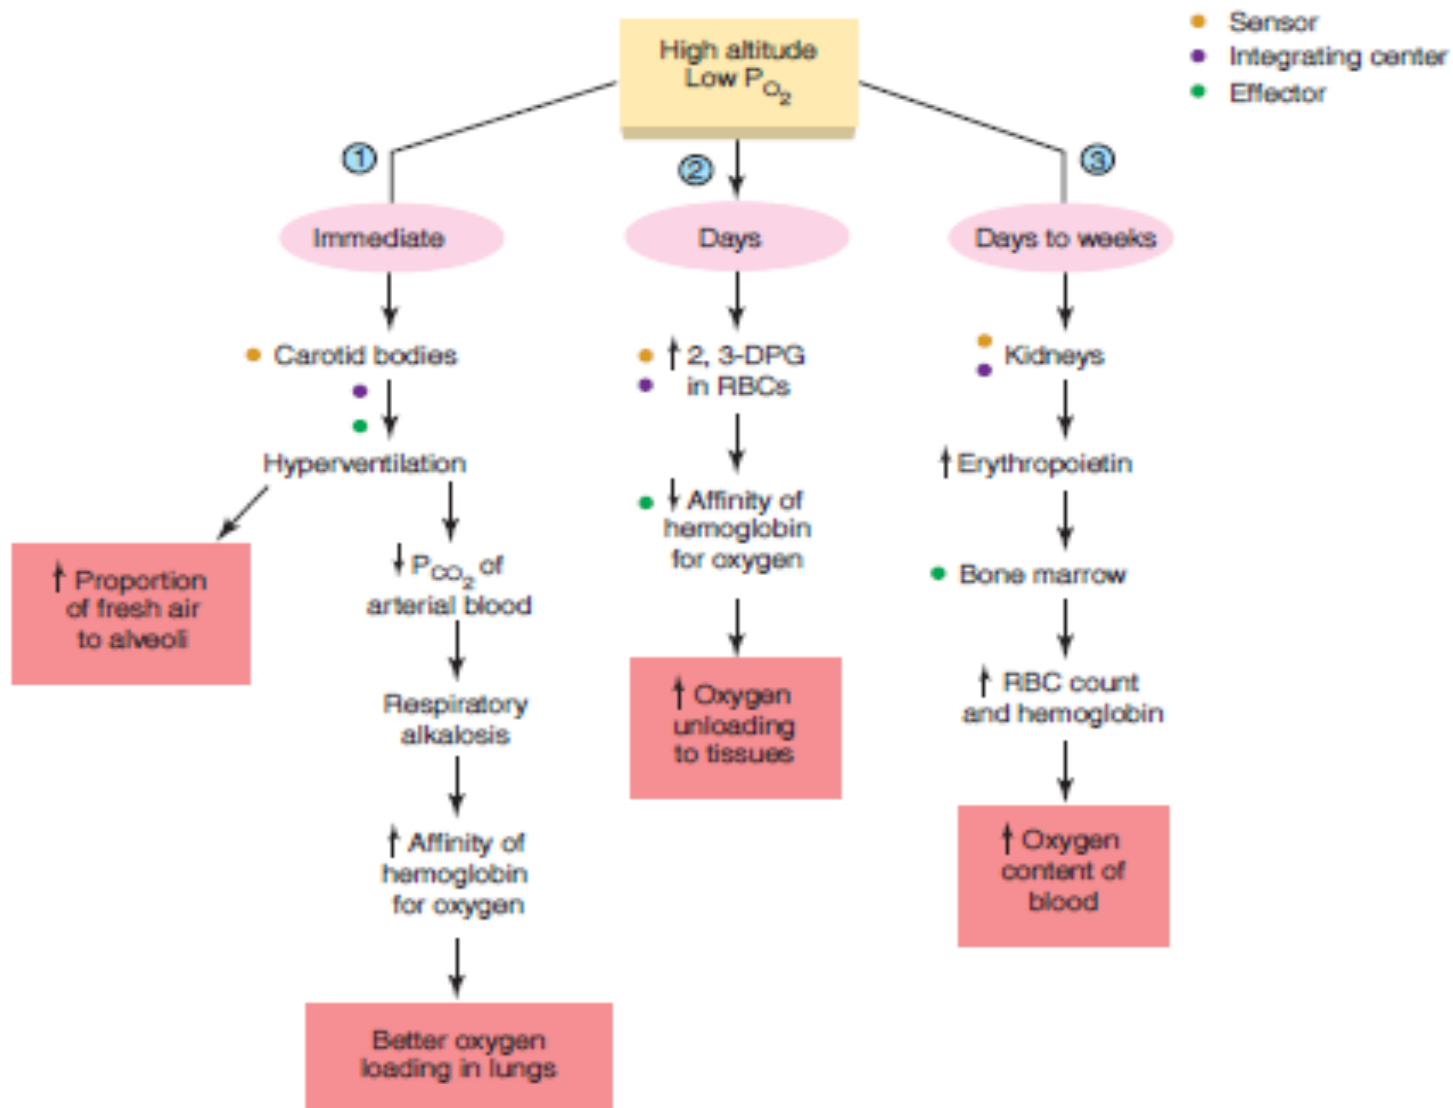 High altitude
Low PO2
Sensor
Integrating center
Effector
1
Immediate
Carotid bodies
Hyperventilation
↑ Proportion
of fresh air
to alveoli
↓ PCO2 of
arterial blood
Respiratory
alkalosis
↑ Affinity of
hemoglobin
for oxygen
Better oxygen
loading in lungs
2
Days
↑ 2, 3-DPG
in RBCs
↓ Affinity of
hemoglobin
for oxygen
↑ Oxygen
unloading
to tissues
3
Days to weeks
Kidneys
↑ Erythropoietin
Bone marrow
↑ RBC count
and hemoglobin
↑ Oxygen
content of
blood